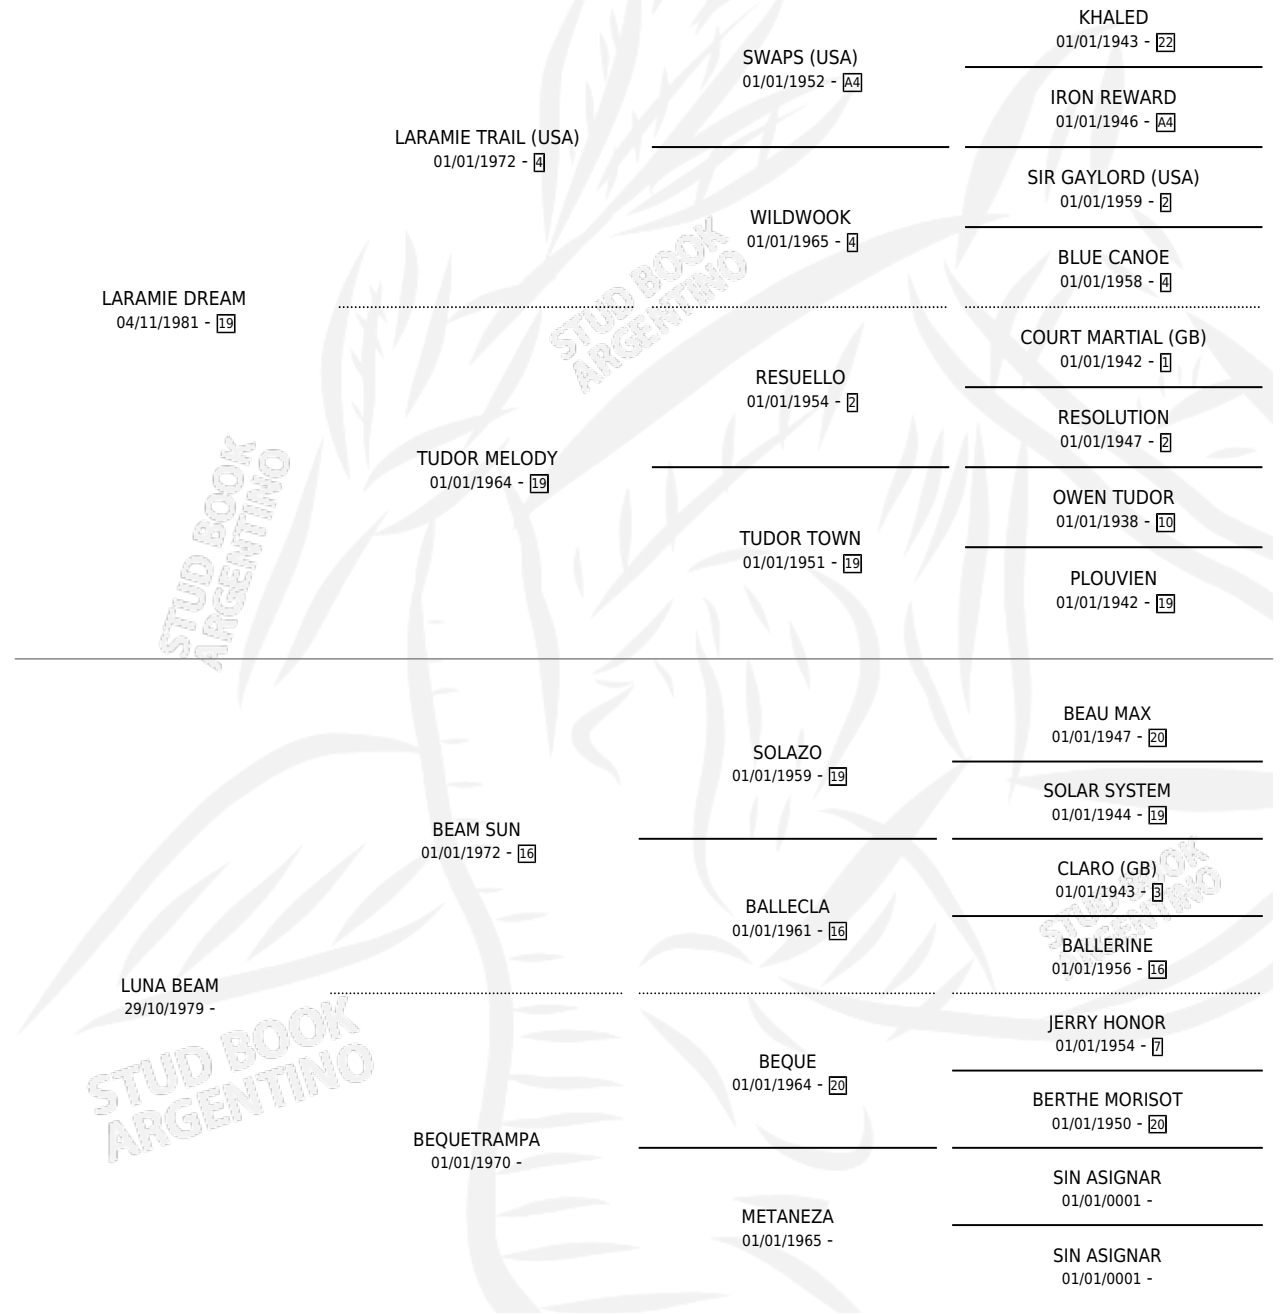 KHALED
01/01/1943 - 22
SWAPS (USA)
01/01/1952 - A4
IRON REWARD
01/01/1946 - A4
LARAMIE TRAIL (USA)
01/01/1972 - 4
SIR GAYLORD (USA)
01/01/1959 - 2
WILDWOOK
01/01/1965 - 4
BLUE CANOE
01/01/1958 - 4
LARAMIE DREAM
04/11/1981 - 19
COURT MARTIAL (GB)
01/01/1942 - 1
RESUELLO
01/01/1954 - 2
RESOLUTION
01/01/1947 - 2
TUDOR MELODY
01/01/1964 - 19
OWEN TUDOR
01/01/1938 - 10
TUDOR TOWN
01/01/1951 - 19
PLOUVIEN
01/01/1942 - 19
BEAU MAX
01/01/1947 - 20
SOLAZO
01/01/1959 - 19
SOLAR SYSTEM
01/01/1944 - 19
BEAM SUN
01/01/1972 - 16
CLARO (GB)
01/01/1943 - 3
BALLECLA
01/01/1961 - 16
BALLERINE
01/01/1956 - 16
LUNA BEAM
29/10/1979 -
JERRY HONOR
01/01/1954 - 7
BEQUE
01/01/1964 - 20
BERTHE MORISOT
01/01/1950 - 20
BEQUETRAMPA
01/01/1970 -
SIN ASIGNAR
01/01/0001 -
METANEZA
01/01/1965 -
SIN ASIGNAR
01/01/0001 -
STUD BOOK
ARGENTINO
STUD BOOK
ARGENTINO
STUD BOOK
ARGENTINO
STUD BOOK
ARGENTINO